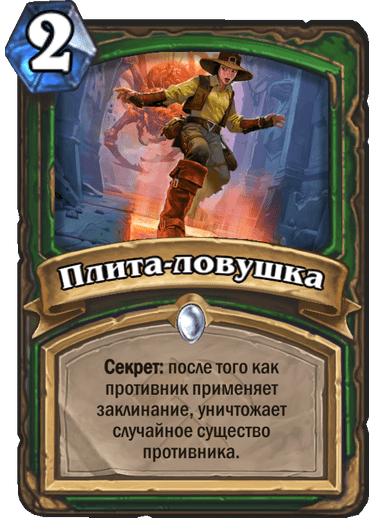 2
Плита-ловушка
Секрет: после того как
противник применяет
заклинание, уничтожает
случайное существо
противника.